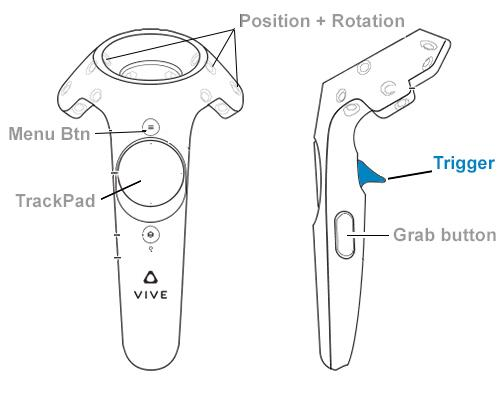 Position + Rotation
Menu Btn
Trigger
TrackPad
Grab button
VIVE